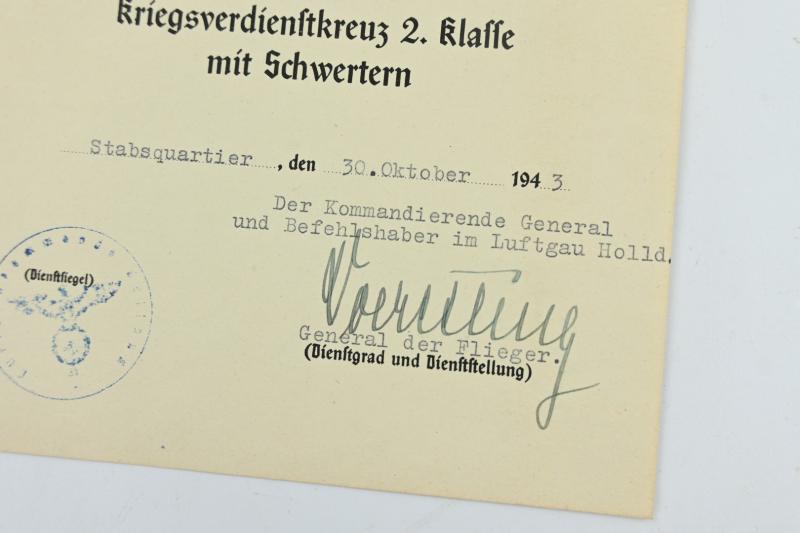 Kriegsverdienstkreuz 2. Klasse
mit Schwertern
Stabsquartier, den 30. Oktober 1943
Der Kommandierende General
und Befehlshaber im Luftgau Holld.
(Dienstsiegel)
General der Flieger.
(Dienstgrad und Dienststellung)